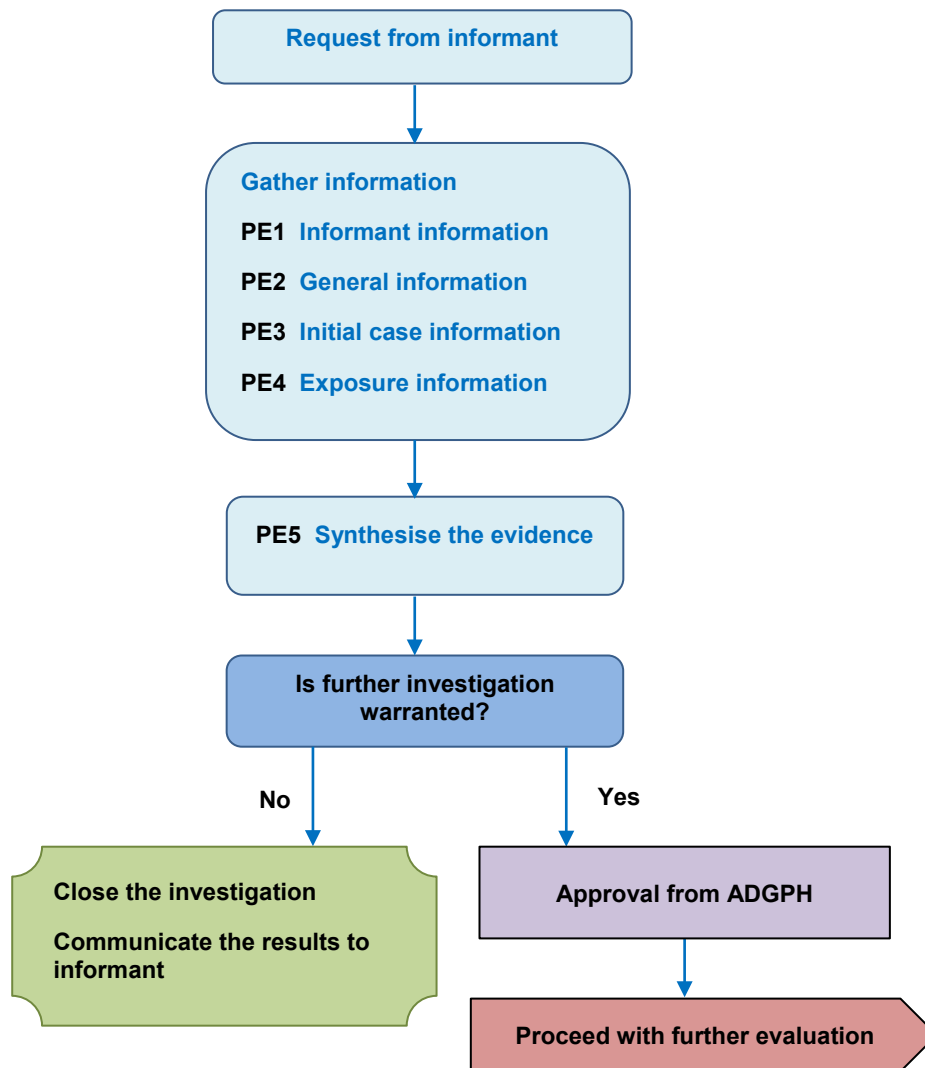 Request from informant
Gather information
PE1 Informant information
PE2 General information
PE3 Initial case information
PE4 Exposure information
PE5 Synthesise the evidence
Is further investigation
warranted?
No
Yes
Close the investigation
Communicate the results to
informant
Approval from ADGPH
Proceed with further evaluation